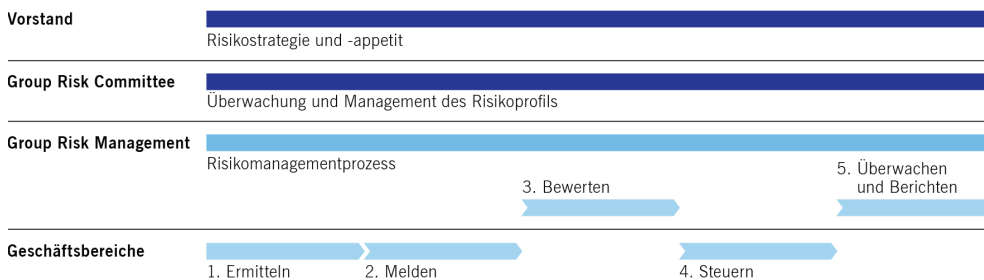 Vorstand
Risikostrategie und -appetit
Group Risk Committee
Überwachung und Management des Risikoprofils
Group Risk Management
Risikomanagementprozess
3. Bewerten
5. Überwachen
und Berichten
Geschäftsbereiche
1. Ermitteln
2. Melden
4. Steuern